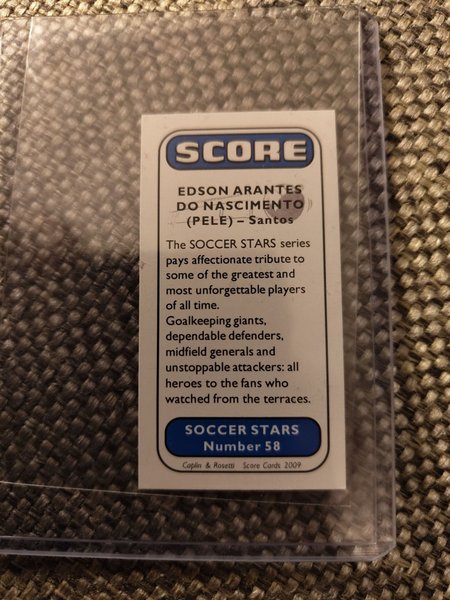 SCORE
EDSON ARANTES
DO NASCIMENTO
(PELE) – Santos
The SOCCER STARS series
pays affectionate tribute to
some of the greatest and
most unforgettable players
of all time.
Goalkeeping giants,
dependable defenders,
midfield generals and
unstoppable attackers: all
heroes to the fans who
watched from the terraces.
SOCCER STARS
Number 58
Caplin & Rosetti Score Cards 2009